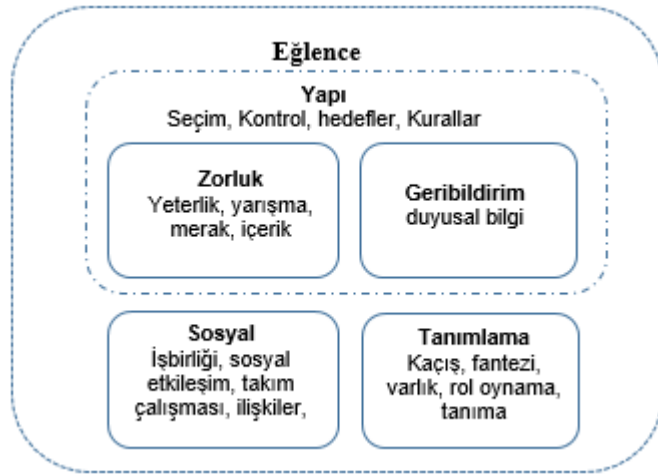 Eğlence
Yapı
Seçim, Kontrol, hedefler, Kurallar
Zorluk
Yeterlik, yarışma,
merak, içerik
Geribildirim
duyusal bilgi
Sosyal
İşbirliği, sosyal
etkileşim, takım
çalışması, ilişkiler,
Tanımlama
Kaçış, fantezi,
varlık, rol oynama,
tanıma